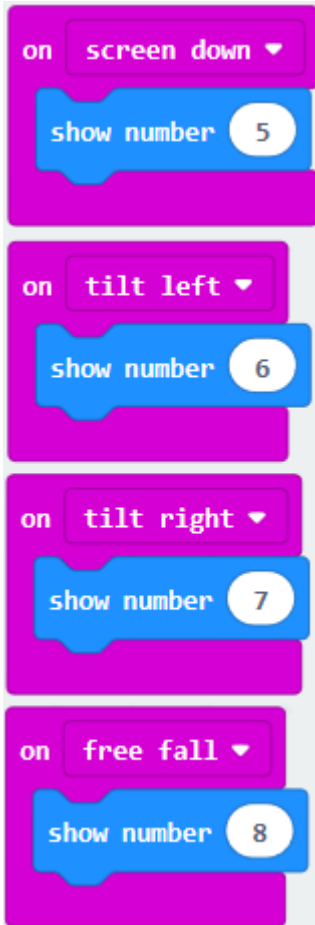 on screen down
show number 5
on tilt left
show number 6
on tilt right
show number 7
on free fall
show number 8